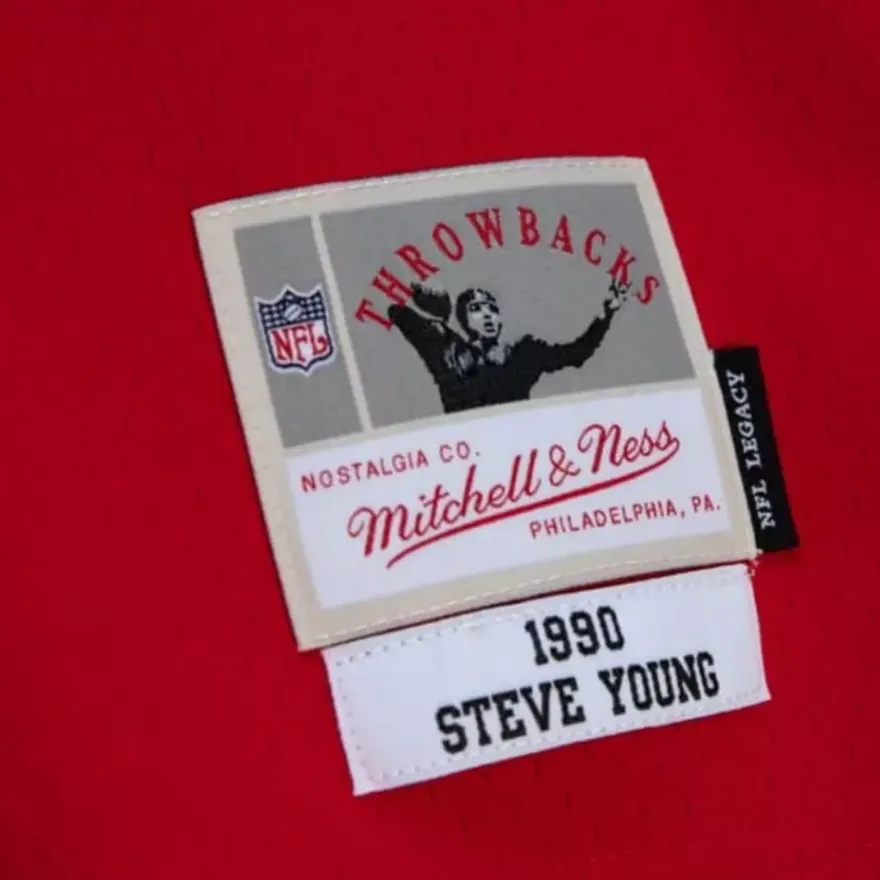 THROWBACKS
NFL
NOSTALGIA CO.
Mitchell & Ness
PHILADELPHIA, PA.
NFL LEGACY
1990
STEVE YOUNG